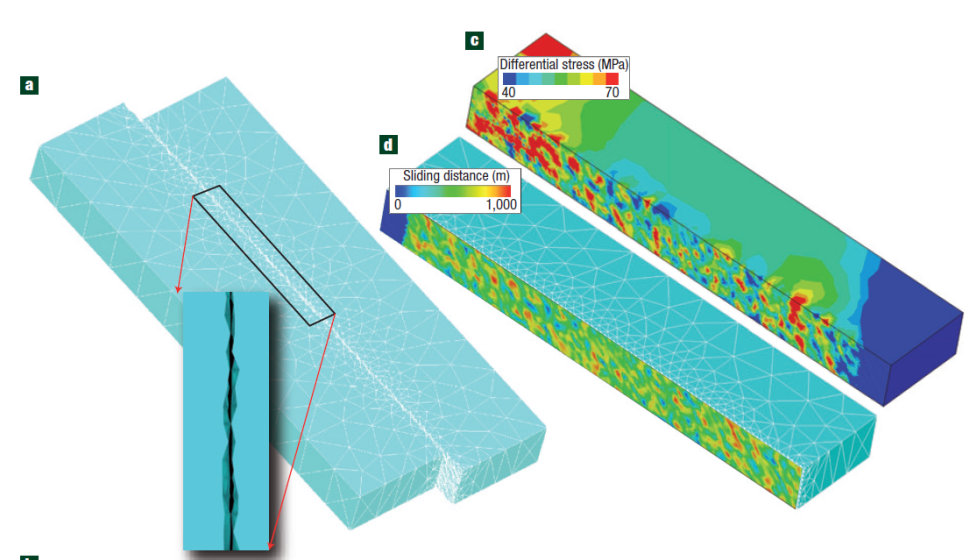 a
c
Differential stress (MPa)
40 70
d
Sliding distance (m)
0 1,000